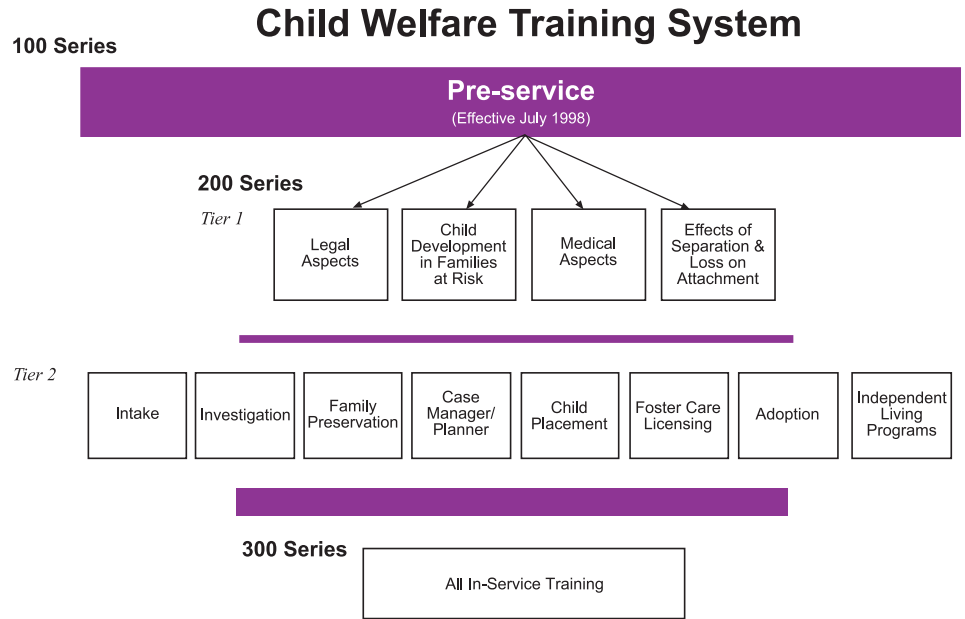 Child Welfare Training System
100 Series
Pre-service
(Effective July 1998)
200 Series
Tier 1
Legal
Aspects
Child
Development
in Families
at Risk
Medical
Aspects
Effects of
Separation &
Loss on
Attachment
Tier 2
Intake
Investigation
Family
Preservation
Case
Manager/
Planner
Child
Placement
Foster Care
Licensing
Adoption
Independent
Living
Programs
300 Series
All In-Service Training